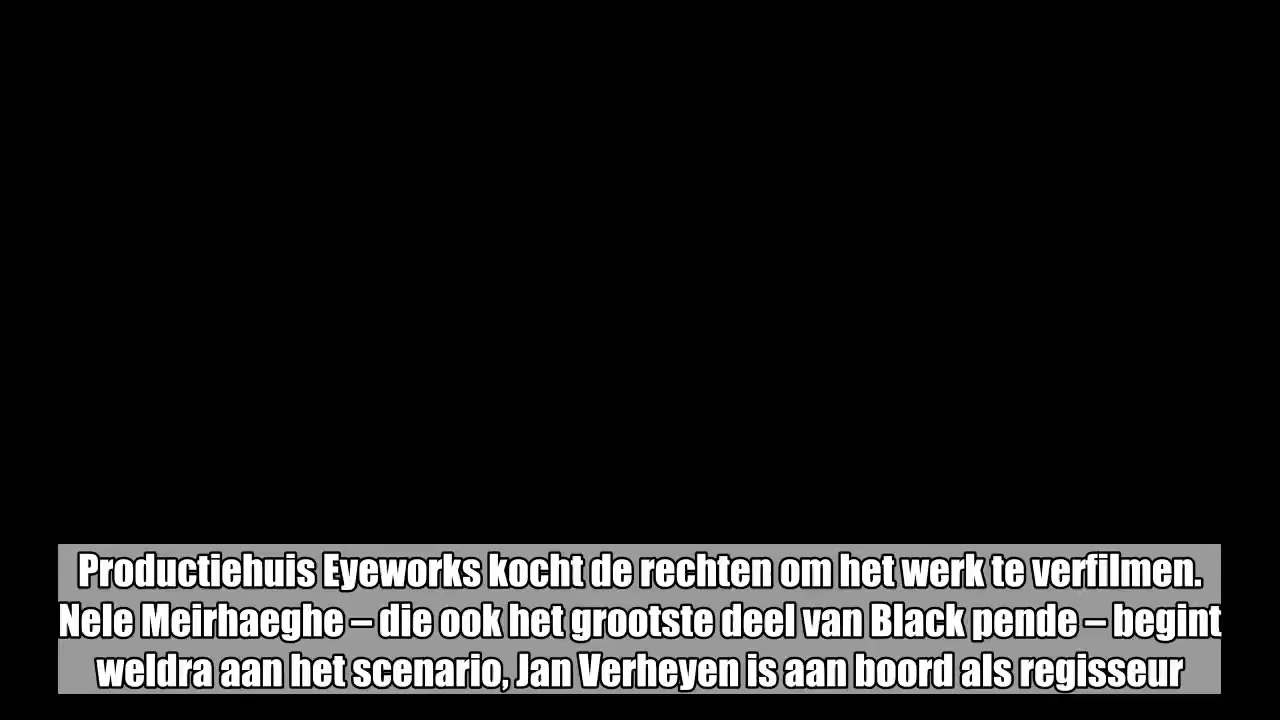 Productiehuis Eyeworks kocht de rechten om het werk te verfilmen.
Nele Meirhaeghe – die ook het grootste deel van Black pende – begint
weldra aan het scenario, Jan Verheyen is aan boord als regisseur